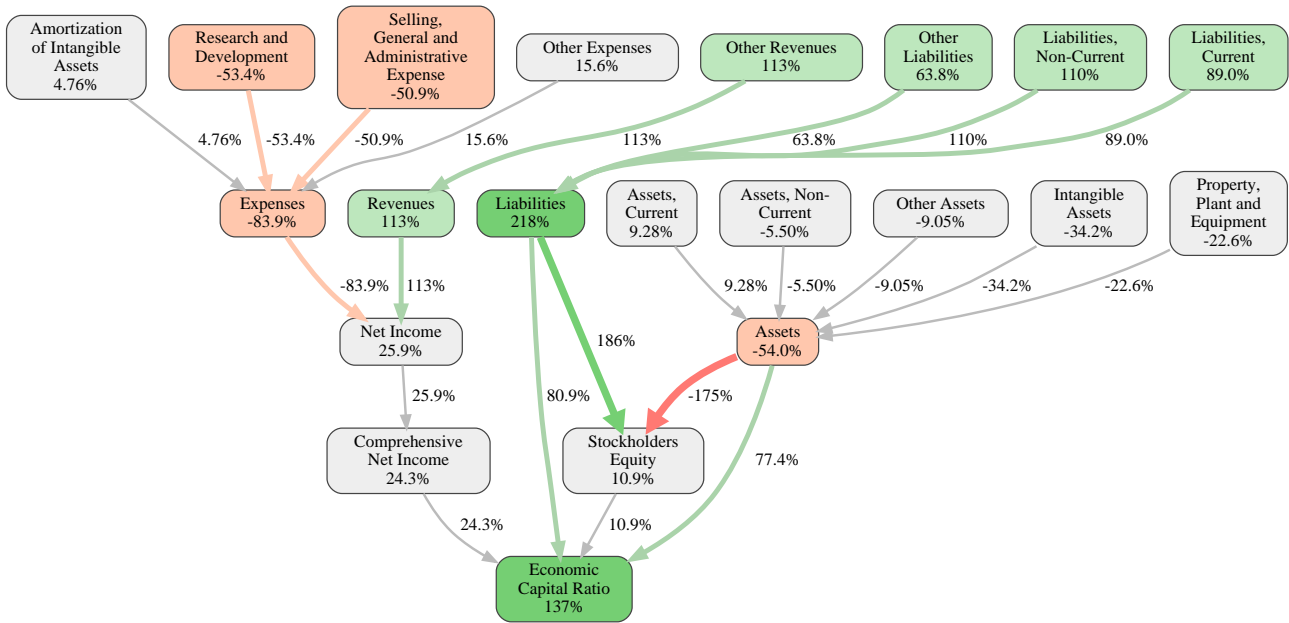 Amortization
of Intangible
Assets
4.76%
Research and
Development
-53.4%
Selling,
General and
Administrative
Expense
-50.9%
Other Expenses
15.6%
Other Revenues
113%
Other
Liabilities
63.8%
Liabilities,
Non-Current
110%
Liabilities,
Current
89.0%
4.76%
-53.4%
-50.9%
15.6%
113%
63.8%
110%
89.0%
Expenses
-83.9%
Revenues
113%
Liabilities
218%
Assets,
Current
9.28%
Assets, Non-
Current
-5.50%
Other Assets
-9.05%
Intangible
Assets
-34.2%
Property,
Plant and
Equipment
-22.6%
-83.9%
113%
9.28%
-5.50%
-9.05%
-34.2%
-22.6%
Net Income
25.9%
186%
Assets
-54.0%
25.9%
80.9%
-175%
Comprehensive
Net Income
24.3%
Stockholders
Equity
10.9%
77.4%
24.3%
10.9%
Economic
Capital Ratio
137%